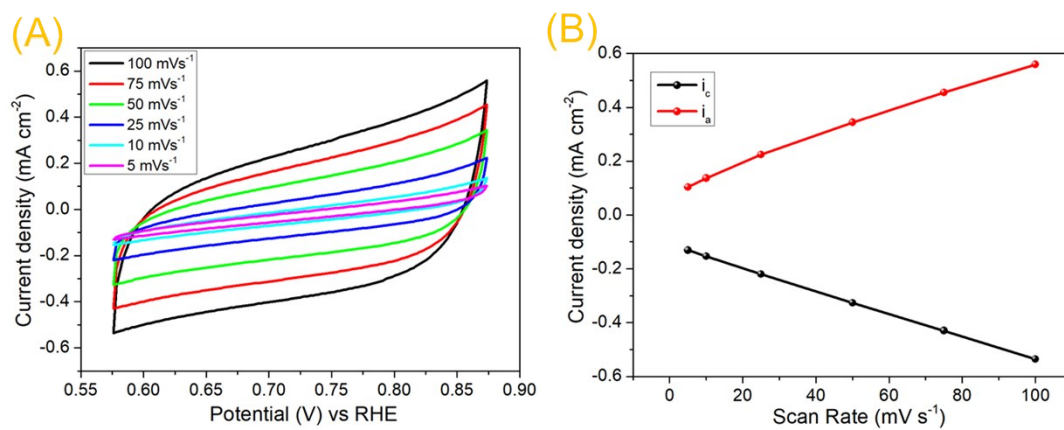 (A)
100 mVs⁻¹
75 mVs⁻¹
50 mVs⁻¹
25 mVs⁻¹
10 mVs⁻¹
5 mVs⁻¹
Current density (mA cm⁻²)
0.6
0.4
0.2
0.0
-0.2
-0.4
-0.6
0.55 0.60 0.65 0.70 0.75 0.80 0.85 0.90
Potential (V) vs RHE
(B)
i_c
i_a
Current density (mA cm⁻²)
0.6
0.4
0.2
0.0
-0.2
-0.4
-0.6
0 20 40 60 80 100
Scan Rate (mV s⁻¹)